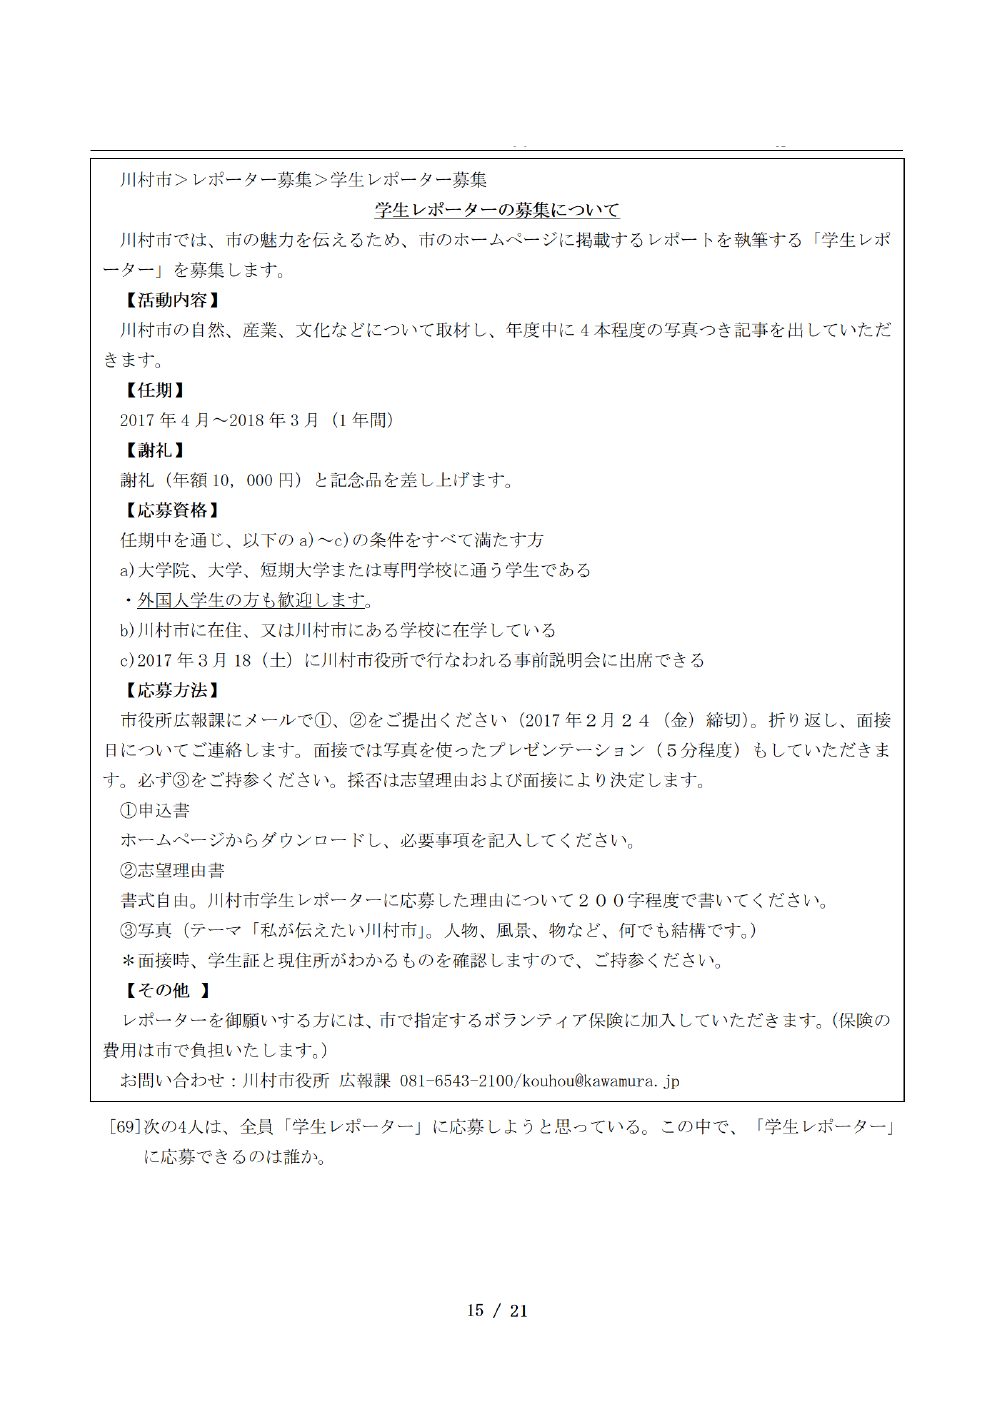 川村市＞レポーター募集＞学生レポーター募集
学生レポーターの募集について
川村市では、市の魅力を伝えるため、市のホームページに掲載するレポートを執筆する「学生レポ
ーター」を募集します。
【活動内容】
川村市の自然、産業、文化などについて取材し、年度中に 4 本程度の写真つき記事を出していただ
きます。
【任期】
2017 年 4 月～2018 年 3 月（1 年間）
【謝礼】
謝礼（年額 10，000 円）と記念品を差し上げます。
【応募資格】
任期中を通じ、以下の a)～c)の条件をすべて満たす方
a)大学院、大学、短期大学または専門学校に通う学生である
・外国人学生の方も歓迎します。
b)川村市に在住、又は川村市にある学校に在学している
c)2017 年３月 18（土）に川村市役所で行なわれる事前説明会に出席できる
【応募方法】
市役所広報課にメールで①、②をご提出ください（2017 年２月２４（金）締切）。折り返し、面接
日についてご連絡します。面接では写真を使ったプレゼンテーション（５分程度）もしていただきま
す。必ず③をご持参ください。採否は志望理由および面接により決定します。
①申込書
ホームページからダウンロードし、必要事項を記入してください。
②志望理由書
書式自由。川村市学生レポーターに応募した理由について２００字程度で書いてください。
③写真（テーマ「私が伝えたい川村市」。人物、風景、物など、何でも結構です。）
＊面接時、学生証と現住所がわかるものを確認しますので、ご持参ください。
【その他 】
レポーターを御願いする方には、市で指定するボランティア保険に加入していただきます。（保険の
費用は市で負担いたします。）
お問い合わせ：川村市役所 広報課 081-6543-2100/kouhou@kawamura.jp
[69]次の4人は、全員「学生レポーター」に応募しようと思っている。この中で、「学生レポーター」
に応募できるのは誰か。
15 / 21